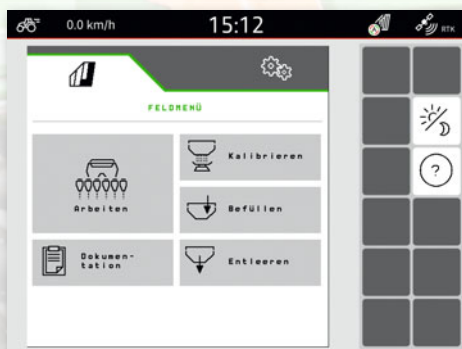 0.0 km/h
15:12
RTK
FELDMENÜ
Arbeiten
Kalibrieren
Befüllen
Dokumen-
tation
Entleeren
?